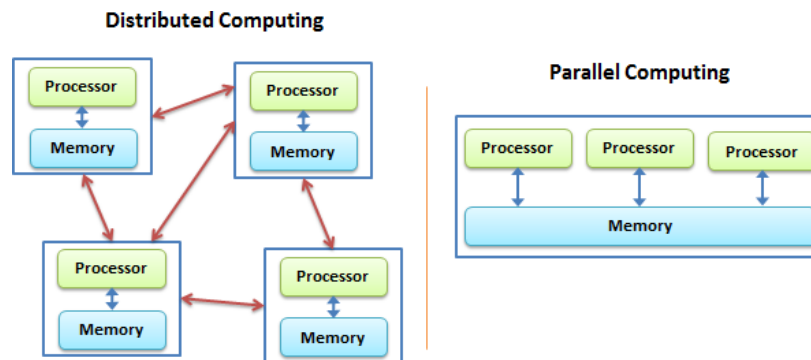 Distributed Computing
Processor
Memory
Processor
Memory
Processor
Memory
Processor
Memory
Parallel Computing
Processor
Processor
Processor
Memory